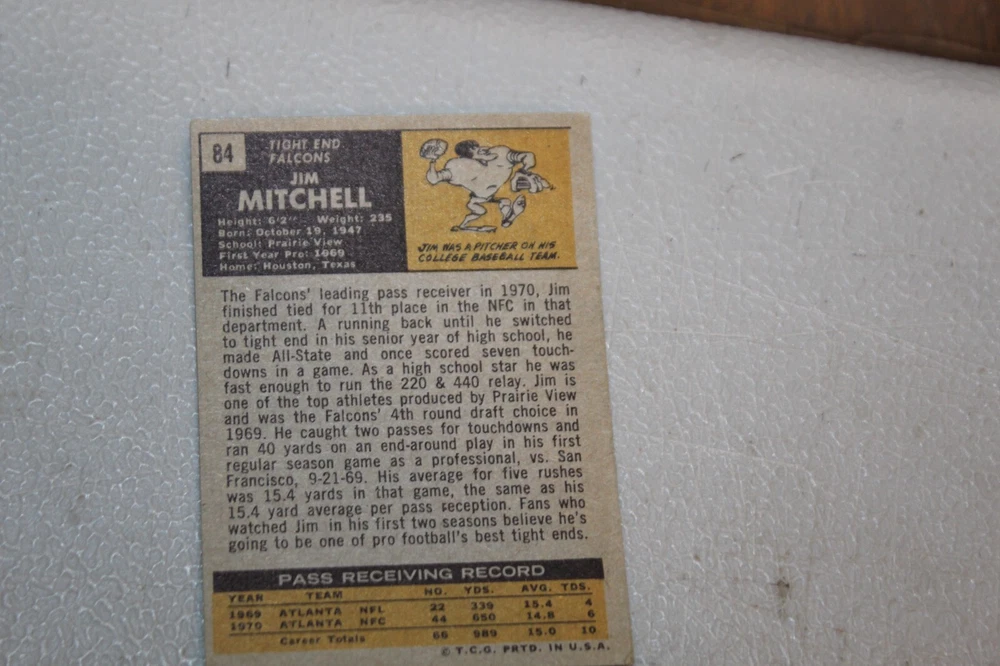 84
TIGHT END
FALCONS
JIM
MITCHELL
Height: 6'2" Weight: 235
Born: October 19, 1947
School: Prairie View
First Year Pro: 1969
Home: Houston, Texas
JIM WAS A PITCHER ON HIS
COLLEGE BASEBALL TEAM.
The Falcons' leading pass receiver in 1970, Jim
finished tied for 11th place in the NFC in that
department. A running back until he switched
to tight end in his senior year of high school, he
made All-State and once scored seven touch-
downs in a game. As a high school star he was
fast enough to run the 220 & 440 relay. Jim is
one of the top athletes produced by Prairie View
and was the Falcons' 4th round draft choice in
1969. He caught two passes for touchdowns and
ran 40 yards on an end-around play in his first
regular season game as a professional, vs. San
Francisco, 9-21-69. His average for five rushes
was 15.4 yards in that game, the same as his
15.4 yard average per pass reception. Fans who
watched Jim in his first two seasons believe he's
going to be one of pro football's best tight ends.
PASS RECEIVING RECORD
YEAR TEAM NO. YDS. AVG. TDS.
1969 ATLANTA NFL 22 339 15.4 4
1970 ATLANTA NFC 44 650 14.8 6
Career Totals 66 989 15.0 10
© T.C.G. PRTD. IN U.S.A.